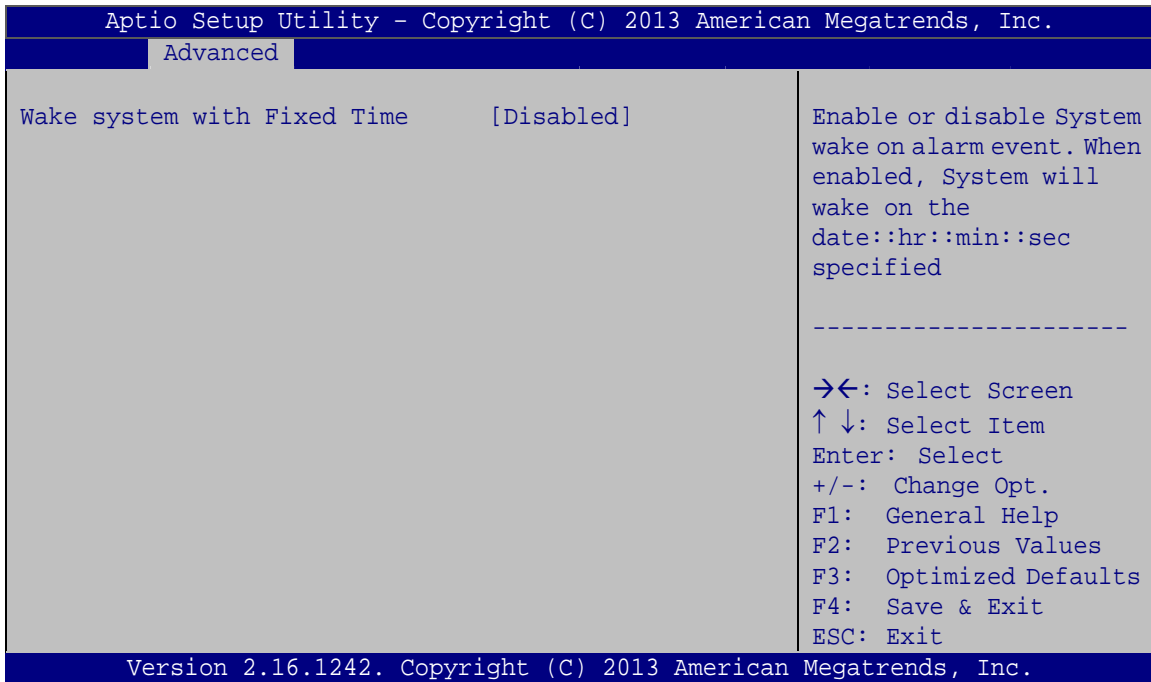 Aptio Setup Utility – Copyright (C) 2013 American Megatrends, Inc.
Advanced
Wake system with Fixed Time [Disabled]
Enable or disable System
wake on alarm event. When
enabled, System will
wake on the
date::hr::min::sec
specified
----------------------
→←: Select Screen
↑ ↓: Select Item
Enter: Select
+/-: Change Opt.
F1: General Help
F2: Previous Values
F3: Optimized Defaults
F4: Save & Exit
ESC: Exit
Version 2.16.1242. Copyright (C) 2013 American Megatrends, Inc.